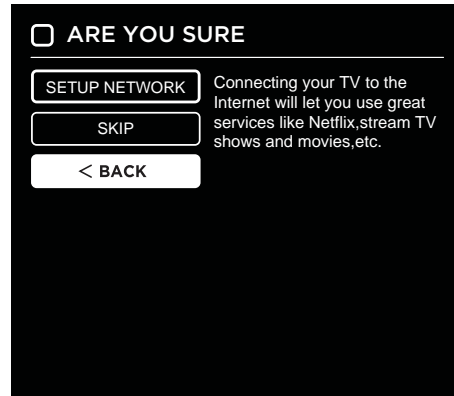 ARE YOU SURE
SETUP NETWORK
SKIP
< BACK
Connecting your TV to the
Internet will let you use great
services like Netflix,stream TV
shows and movies,etc.